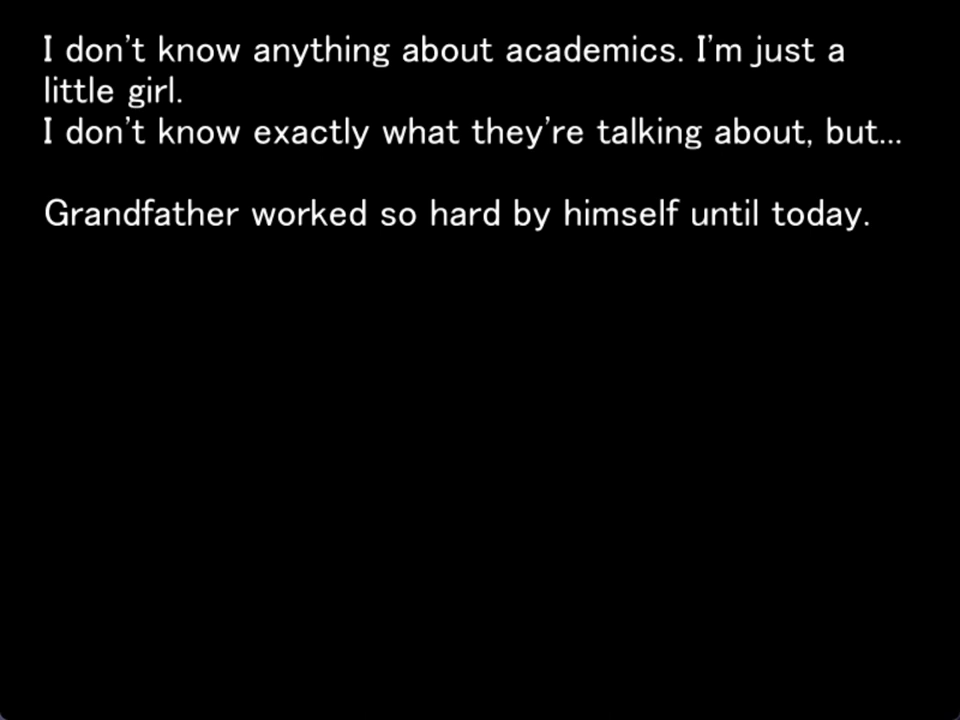 I don't know anything about academics. I'm just a
little girl.
I don't know exactly what they're talking about, but...
Grandfather worked so hard by himself until today.